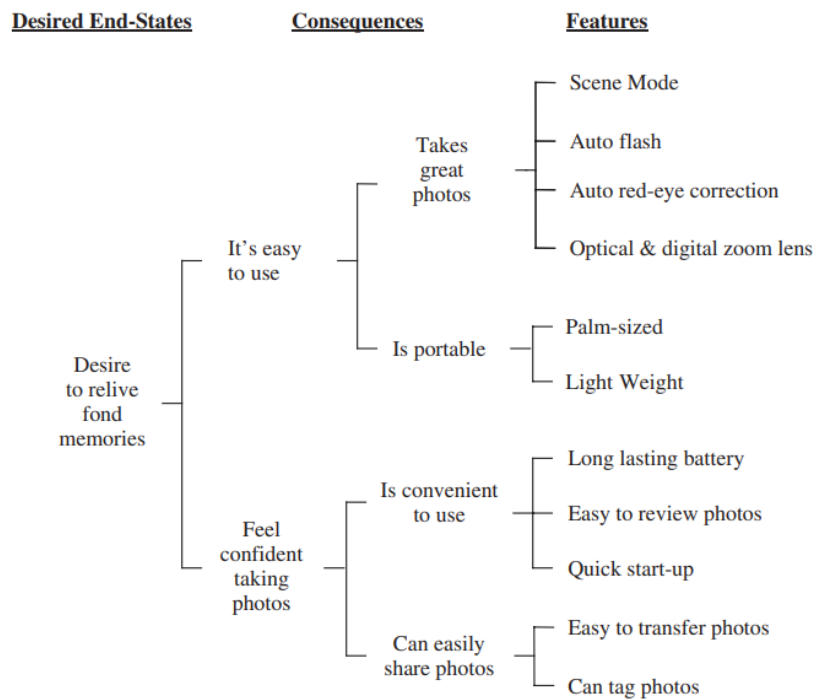 Desired End-States
Consequences
Features
Desire
to relive
fond
memories
It's easy
to use
Feel
confident
taking
photos
Takes
great
photos
Is portable
Is convenient
to use
Can easily
share photos
Scene Mode
Auto flash
Auto red-eye correction
Optical & digital zoom lens
Palm-sized
Light Weight
Long lasting battery
Easy to review photos
Quick start-up
Easy to transfer photos
Can tag photos